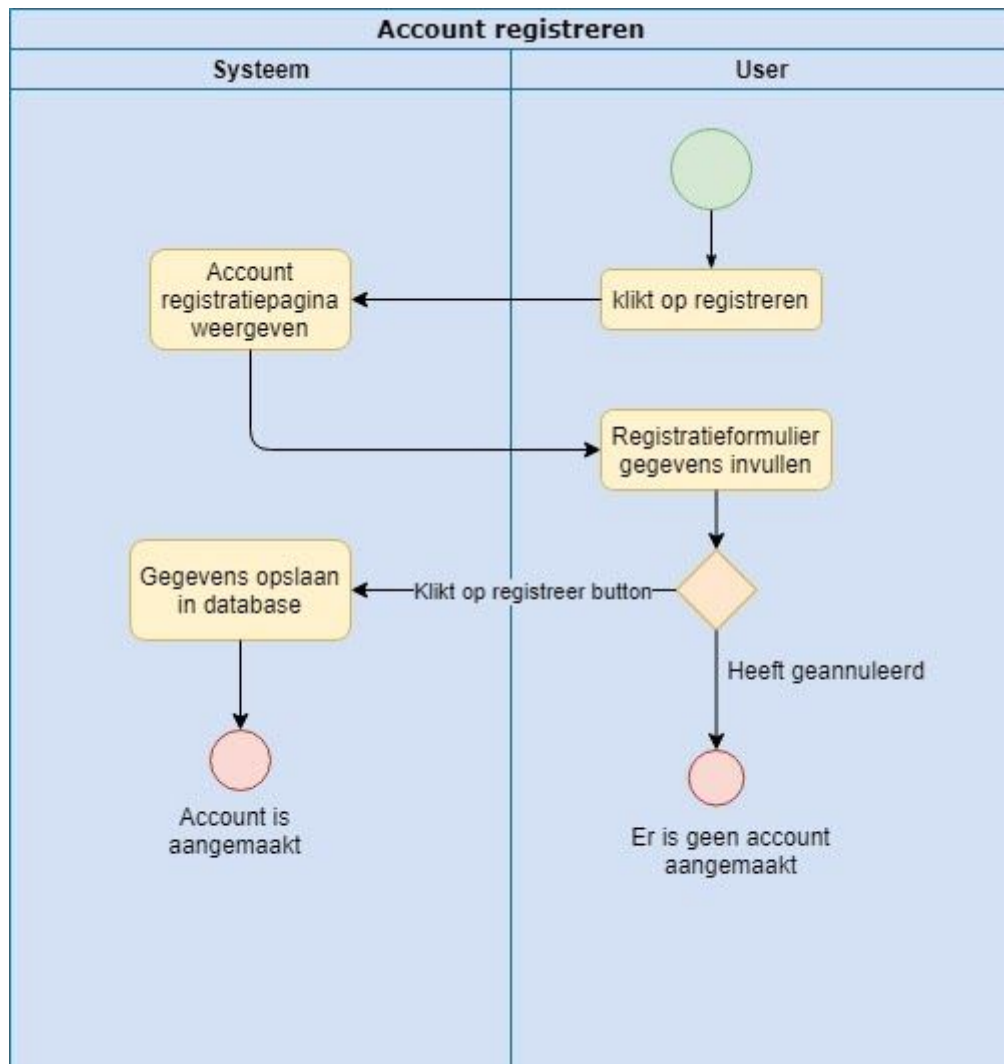 Account registreren
Systeem
User
klikt op registreren
Account
registratiepagina
weergeven
Registratieformulier
gegevens invullen
Klikt op registreer button
Gegevens opslaan
in database
Heeft geannuleerd
Account is
aangemaakt
Er is geen account
aangemaakt